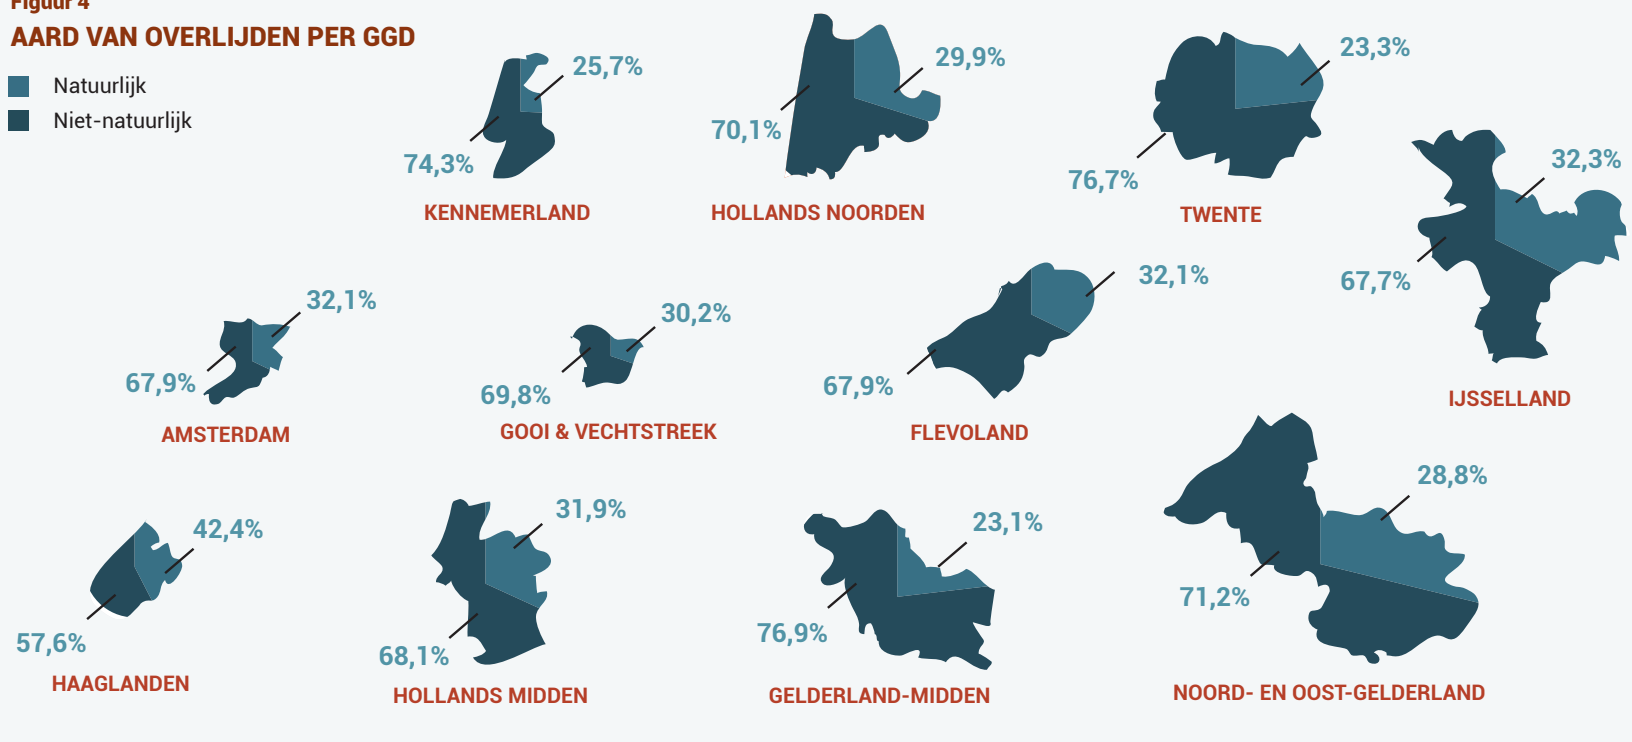 Figuur 4
AARD VAN OVERLIJDEN PER GGD
Natuurlijk
Niet-natuurlijk
25,7%
74,3%
KENNEMERLAND
29,9%
70,1%
HOLLANDS NOORDEN
23,3%
76,7%
TWENTE
32,3%
67,7%
IJSSELLAND
32,1%
67,9%
AMSTERDAM
30,2%
69,8%
GOOI & VECHTSTREEK
32,1%
67,9%
FLEVOLAND
42,4%
57,6%
HAAGLANDEN
31,9%
68,1%
HOLLANDS MIDDEN
23,1%
76,9%
GELDERLAND-MIDDEN
28,8%
71,2%
NOORD- EN OOST-GELDERLAND